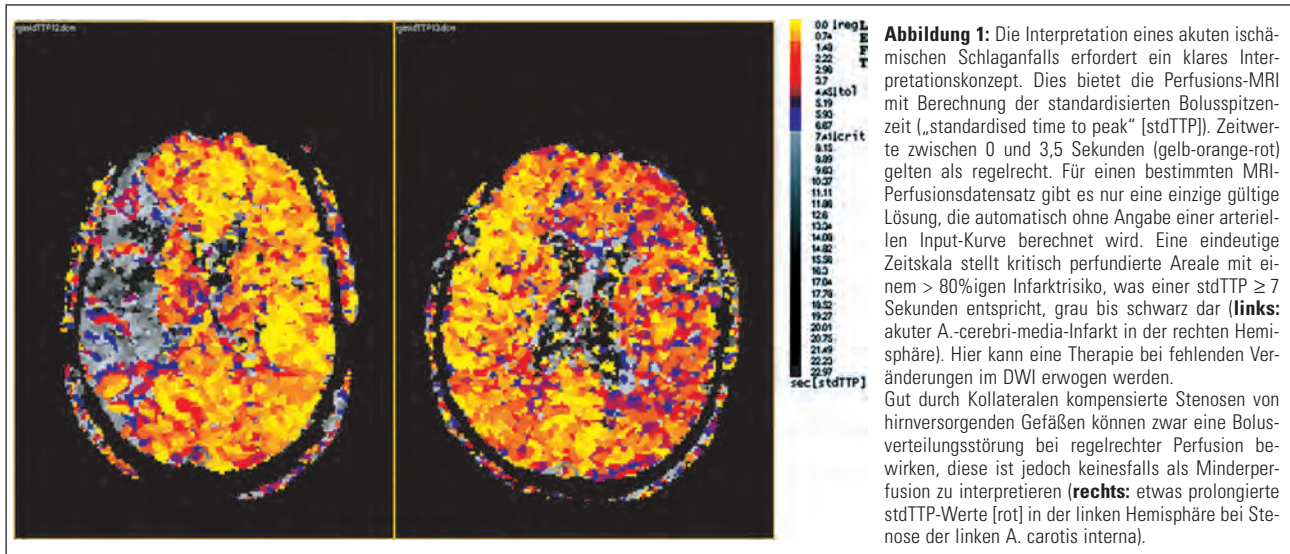 Abbildung 1: Die Interpretation eines akuten ischä-
mischen Schlaganfalls erfordert ein klares Inter-
pretationskonzept. Dies bietet die Perfusions-MRI
mit Berechnung der standardisierten Bolusspitzen-
zeit („standardised time to peak“ [stdTTP]). Zeitwer-
te zwischen 0 und 3,5 Sekunden (gelb-orange-rot)
gelten als regelrecht. Für einen bestimmten MRI-
Perfusionsdatensatz gibt es nur eine einzige gültige
Lösung, die automatisch ohne Angabe einer arteriel-
len Input-Kurve berechnet wird. Eine eindeutige
Zeitskala stellt kritisch perfundierte Areale mit ei-
nem > 80%igen Infarktrisiko, was einer stdTTP ≥ 7
Sekunden entspricht, grau bis schwarz dar (links:
akuter A.-cerebri-media-Infarkt in der rechten Hemi-
sphäre). Hier kann eine Therapie bei fehlenden Ver-
änderungen im DWI erwogen werden.
Gut durch Kollateralen kompensierte Stenosen von
hirnversorgenden Gefäßen können zwar eine Bolus-
verteilungsstörung bei regelrechter Perfusion be-
wirken, diese ist jedoch keinesfalls als Minderper-
fusion zu interpretieren (rechts: etwas prolongierte
stdTTP-Werte [rot] in der linken Hemisphäre bei Ste-
nose der linken A. carotis interna).
0.0
0.74
1.48
2.22
2.96
3.7
4.45
5.19
5.93
6.67
7.41 crit
8.15
8.89
9.63
10.37
11.11
11.86
12.6
13.34
14.08
14.82
15.56
16.3
17.04
17.78
18.52
19.27
20.01
20.75
21.49
22.23
22.97
sec[stdTTP]
L
E
F
T